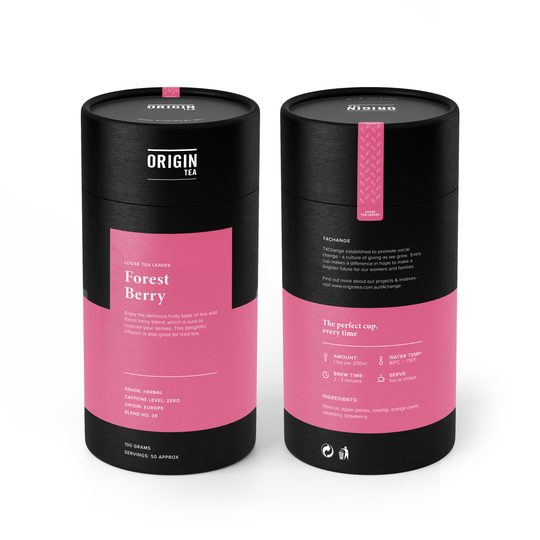 ORIGIN
TEA
LOOSE TEA LEAVES
Forest
Berry
Enjoy the delicious fruity taste of this wild
forest berry blend, which is sure to
tantalise your senses. This delightful
infusion is also great for iced tea.
GRADE: HERBAL
CAFFEINE LEVEL: ZERO
ORIGIN: EUROPE
BLEND NO. 39
100 GRAMS
SERVINGS: 50 APPROX
ORIGIN
LOOSE
TEA LEAVES
T4CHANGE
T4Change established to promote social
change - a culture of giving as we grow. Every
cup makes a difference in hope to make a
brighter future for our workers and families.
Find out more about our projects & initiatives -
visit www.origintea.com.au/t4change
The perfect cup,
every time
AMOUNT:
1 tsp per 200ml
WATER TEMP:
80°C | 176°F
BREW TIME:
2 - 3 minutes
SERVE:
hot or chilled
INGREDIENTS:
hibiscus, apple pieces, rosehip, orange peels,
raspberry, strawberry